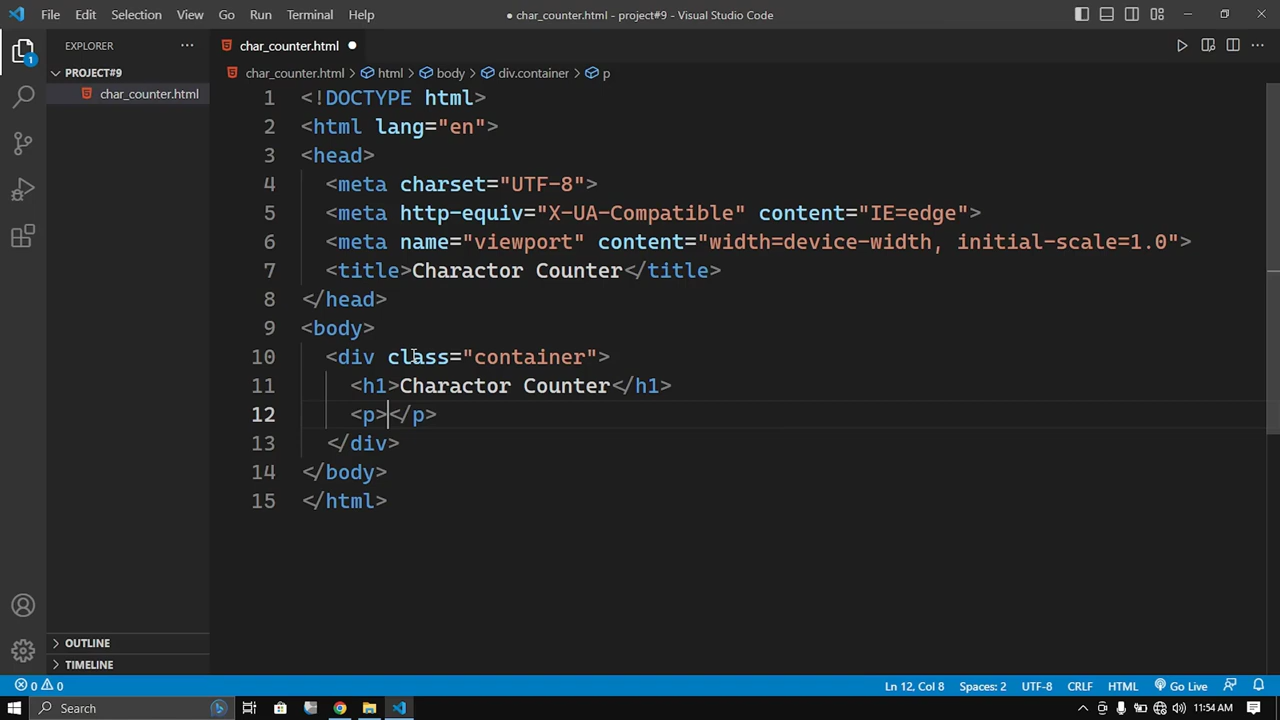 File Edit Selection View Go Run Terminal Help
● char_counter.html - project#9 - Visual Studio Code
EXPLORER
char_counter.html ●
PROJECT#9
char_counter.html > html > body > div.container > p
char_counter.html
1 <!DOCTYPE html>
2 <html lang="en">
3 <head>
4 <meta charset="UTF-8">
5 <meta http-equiv="X-UA-Compatible" content="IE=edge">
6 <meta name="viewport" content="width=device-width, initial-scale=1.0">
7 <title>Charactor Counter</title>
8 </head>
9 <body>
10 <div class="container">
11 <h1>Charactor Counter</h1>
12 <p></p>
13 </div>
14 </body>
15 </html>
1
OUTLINE
TIMELINE
0 0 Ln 12, Col 8 Spaces: 2 UTF-8 CRLF HTML Go Live
Search 11:54 AM